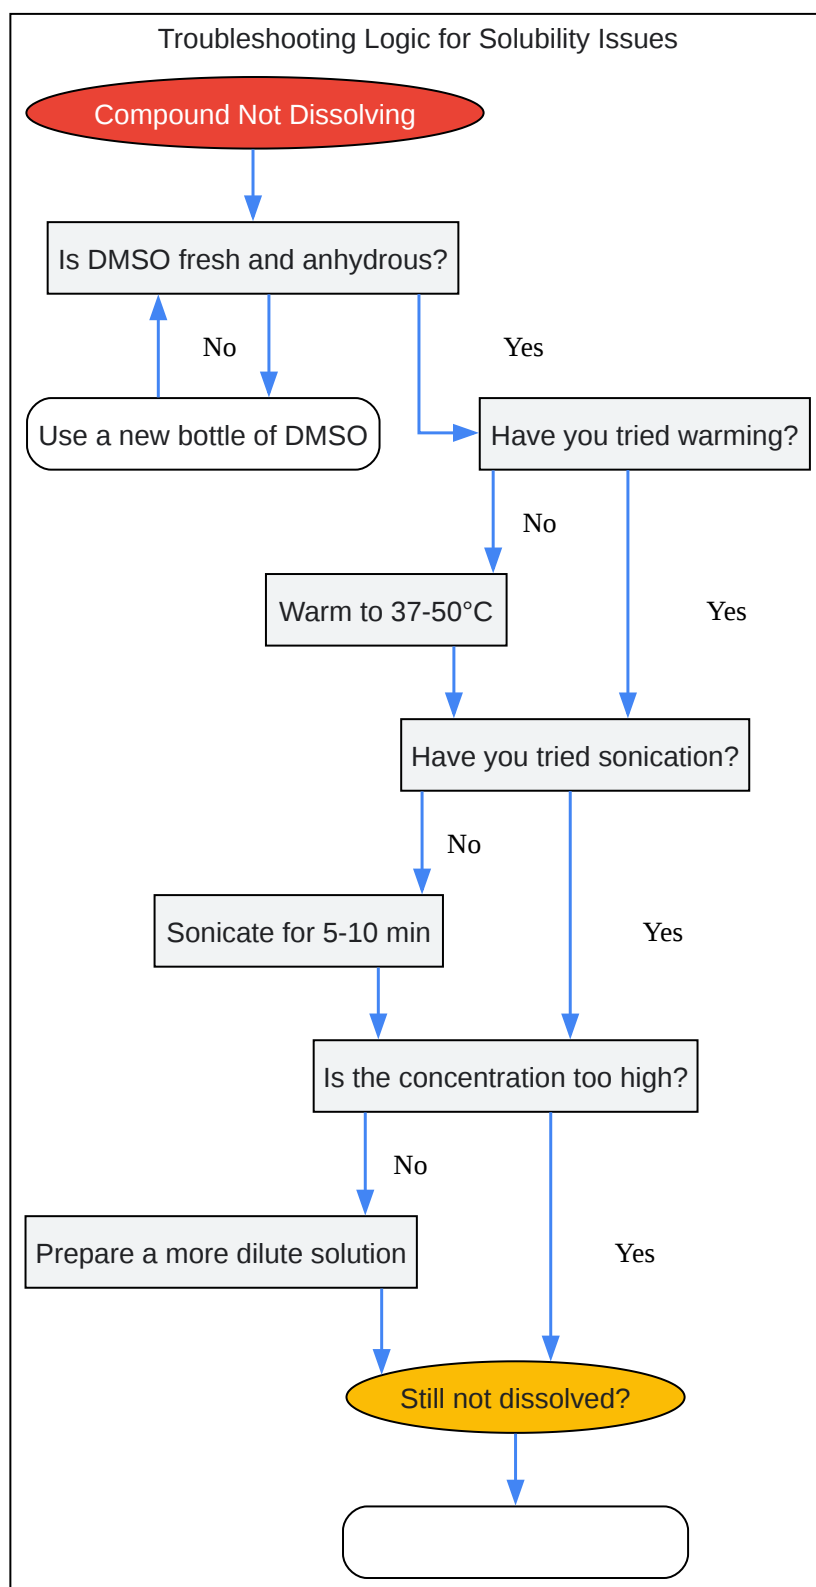 Troubleshooting Logic for Solubility Issues
Compound Not Dissolving
Is DMSO fresh and anhydrous?
No
Yes
Use a new bottle of DMSO
Have you tried warming?
No
Warm to 37-50°C
Yes
Have you tried sonication?
No
Sonicate for 5-10 min
Yes
Is the concentration too high?
No
Prepare a more dilute solution
Yes
Still not dissolved?